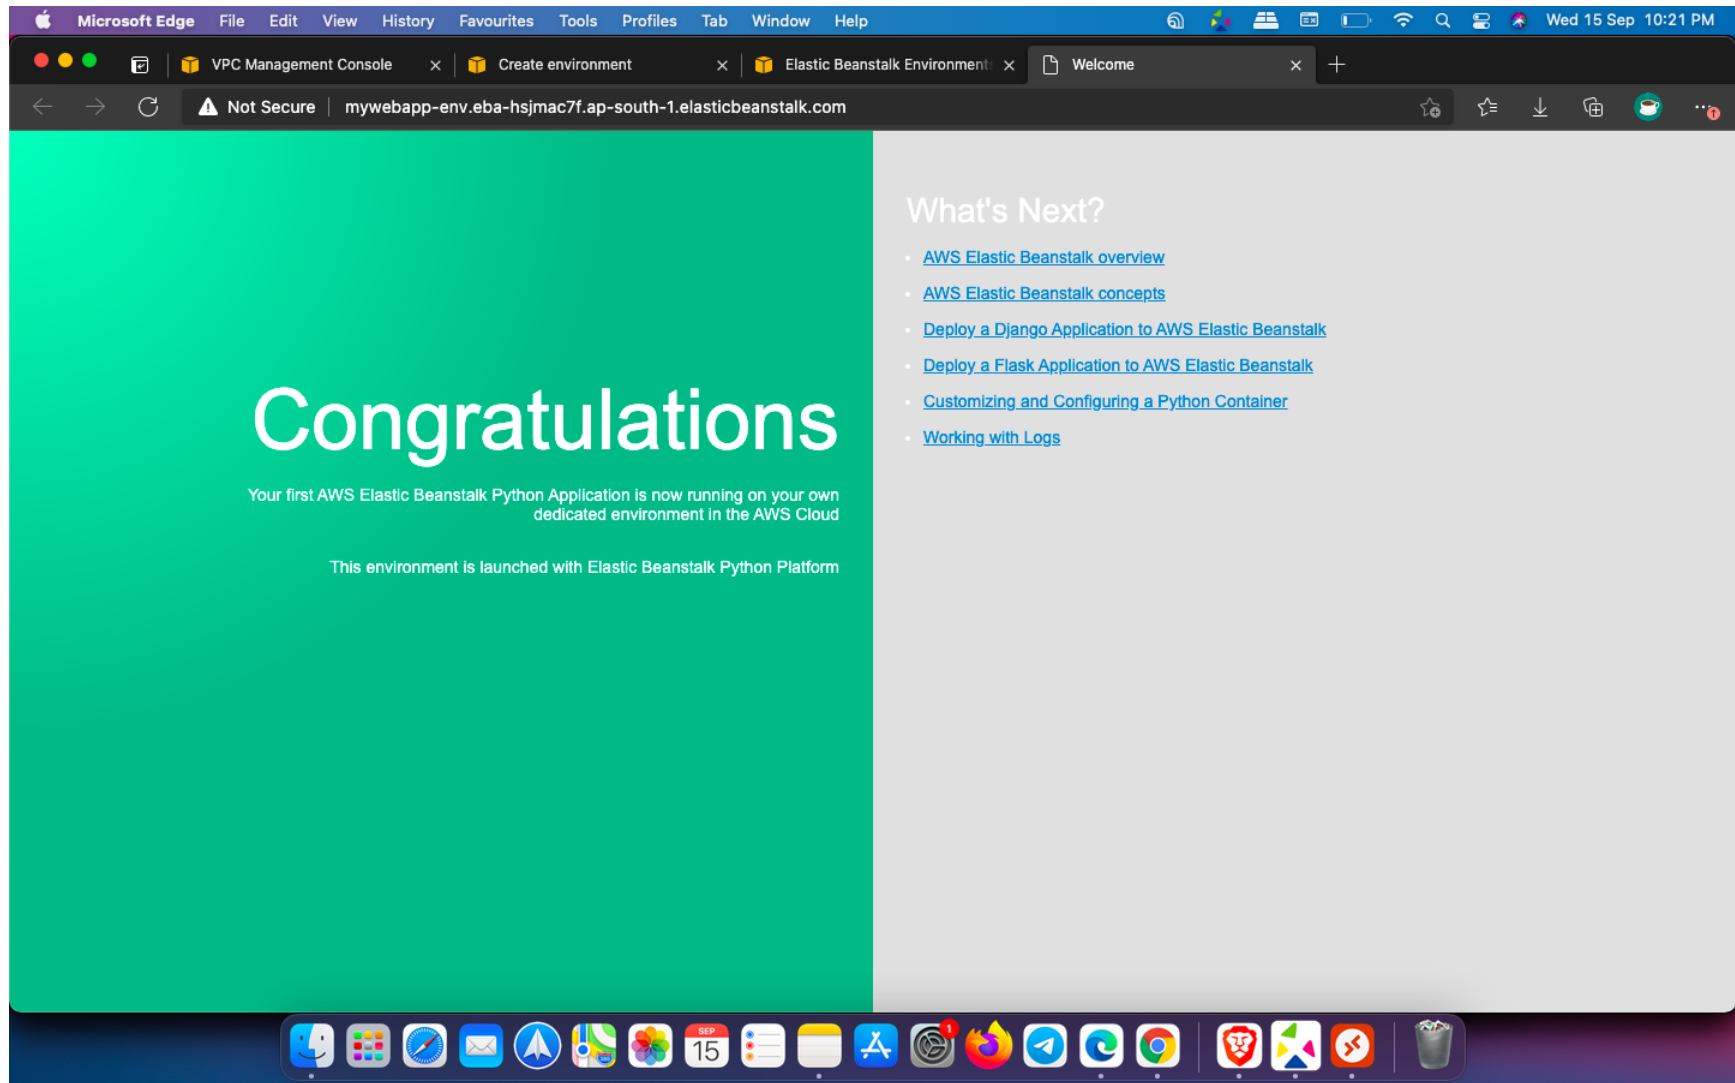 Microsoft Edge File Edit View History Favourites Tools Profiles Tab Window Help Wed 15 Sep 10:21 PM
VPC Management Console Create environment Elastic Beanstalk Environments Welcome
Not Secure mywebapp-env.eba-hsjmac7f.ap-south-1.elasticbeanstalk.com
What's Next?
AWS Elastic Beanstalk overview
AWS Elastic Beanstalk concepts
Deploy a Django Application to AWS Elastic Beanstalk
Deploy a Flask Application to AWS Elastic Beanstalk
Customizing and Configuring a Python Container
Working with Logs
Congratulations
Your first AWS Elastic Beanstalk Python Application is now running on your own
dedicated environment in the AWS Cloud
This environment is launched with Elastic Beanstalk Python Platform
SEP
15
1